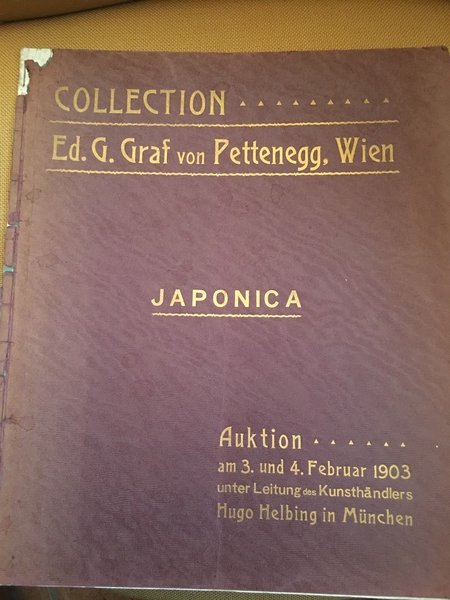 COLLECTION
Ed. G. Graf von Pettenegg, Wien
JAPONICA
Auktion
am 3. und 4. Februar 1903
unter Leitung des Kunsthändlers
Hugo Helbing in München